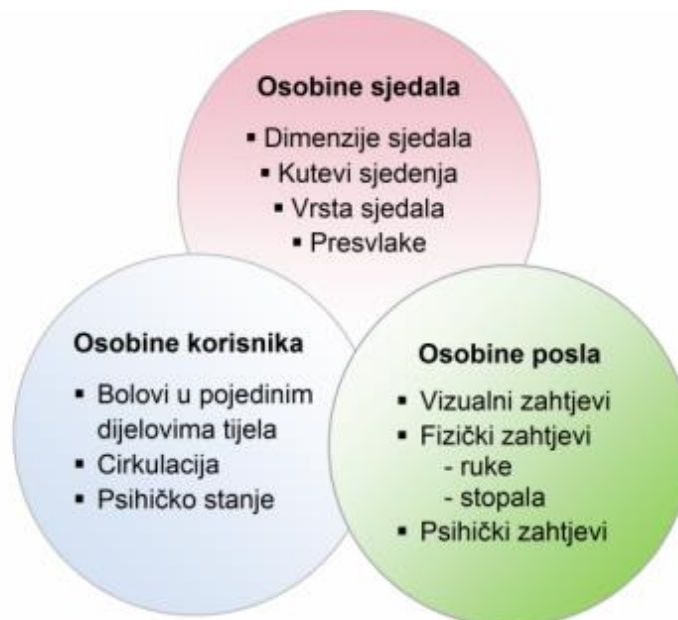 Osobine sjedala
▪ Dimenzije sjedala
▪ Kutevi sjedenja
▪ Vrsta sjedala
▪ Presvlake
Osobine korisnika
▪ Bolovi u pojedinim
dijelovima tijela
▪ Cirkulacija
▪ Psihičko stanje
Osobine posla
▪ Vizualni zahtjevi
▪ Fizički zahtjevi
- ruke
- stopala
▪ Psihički zahtjevi